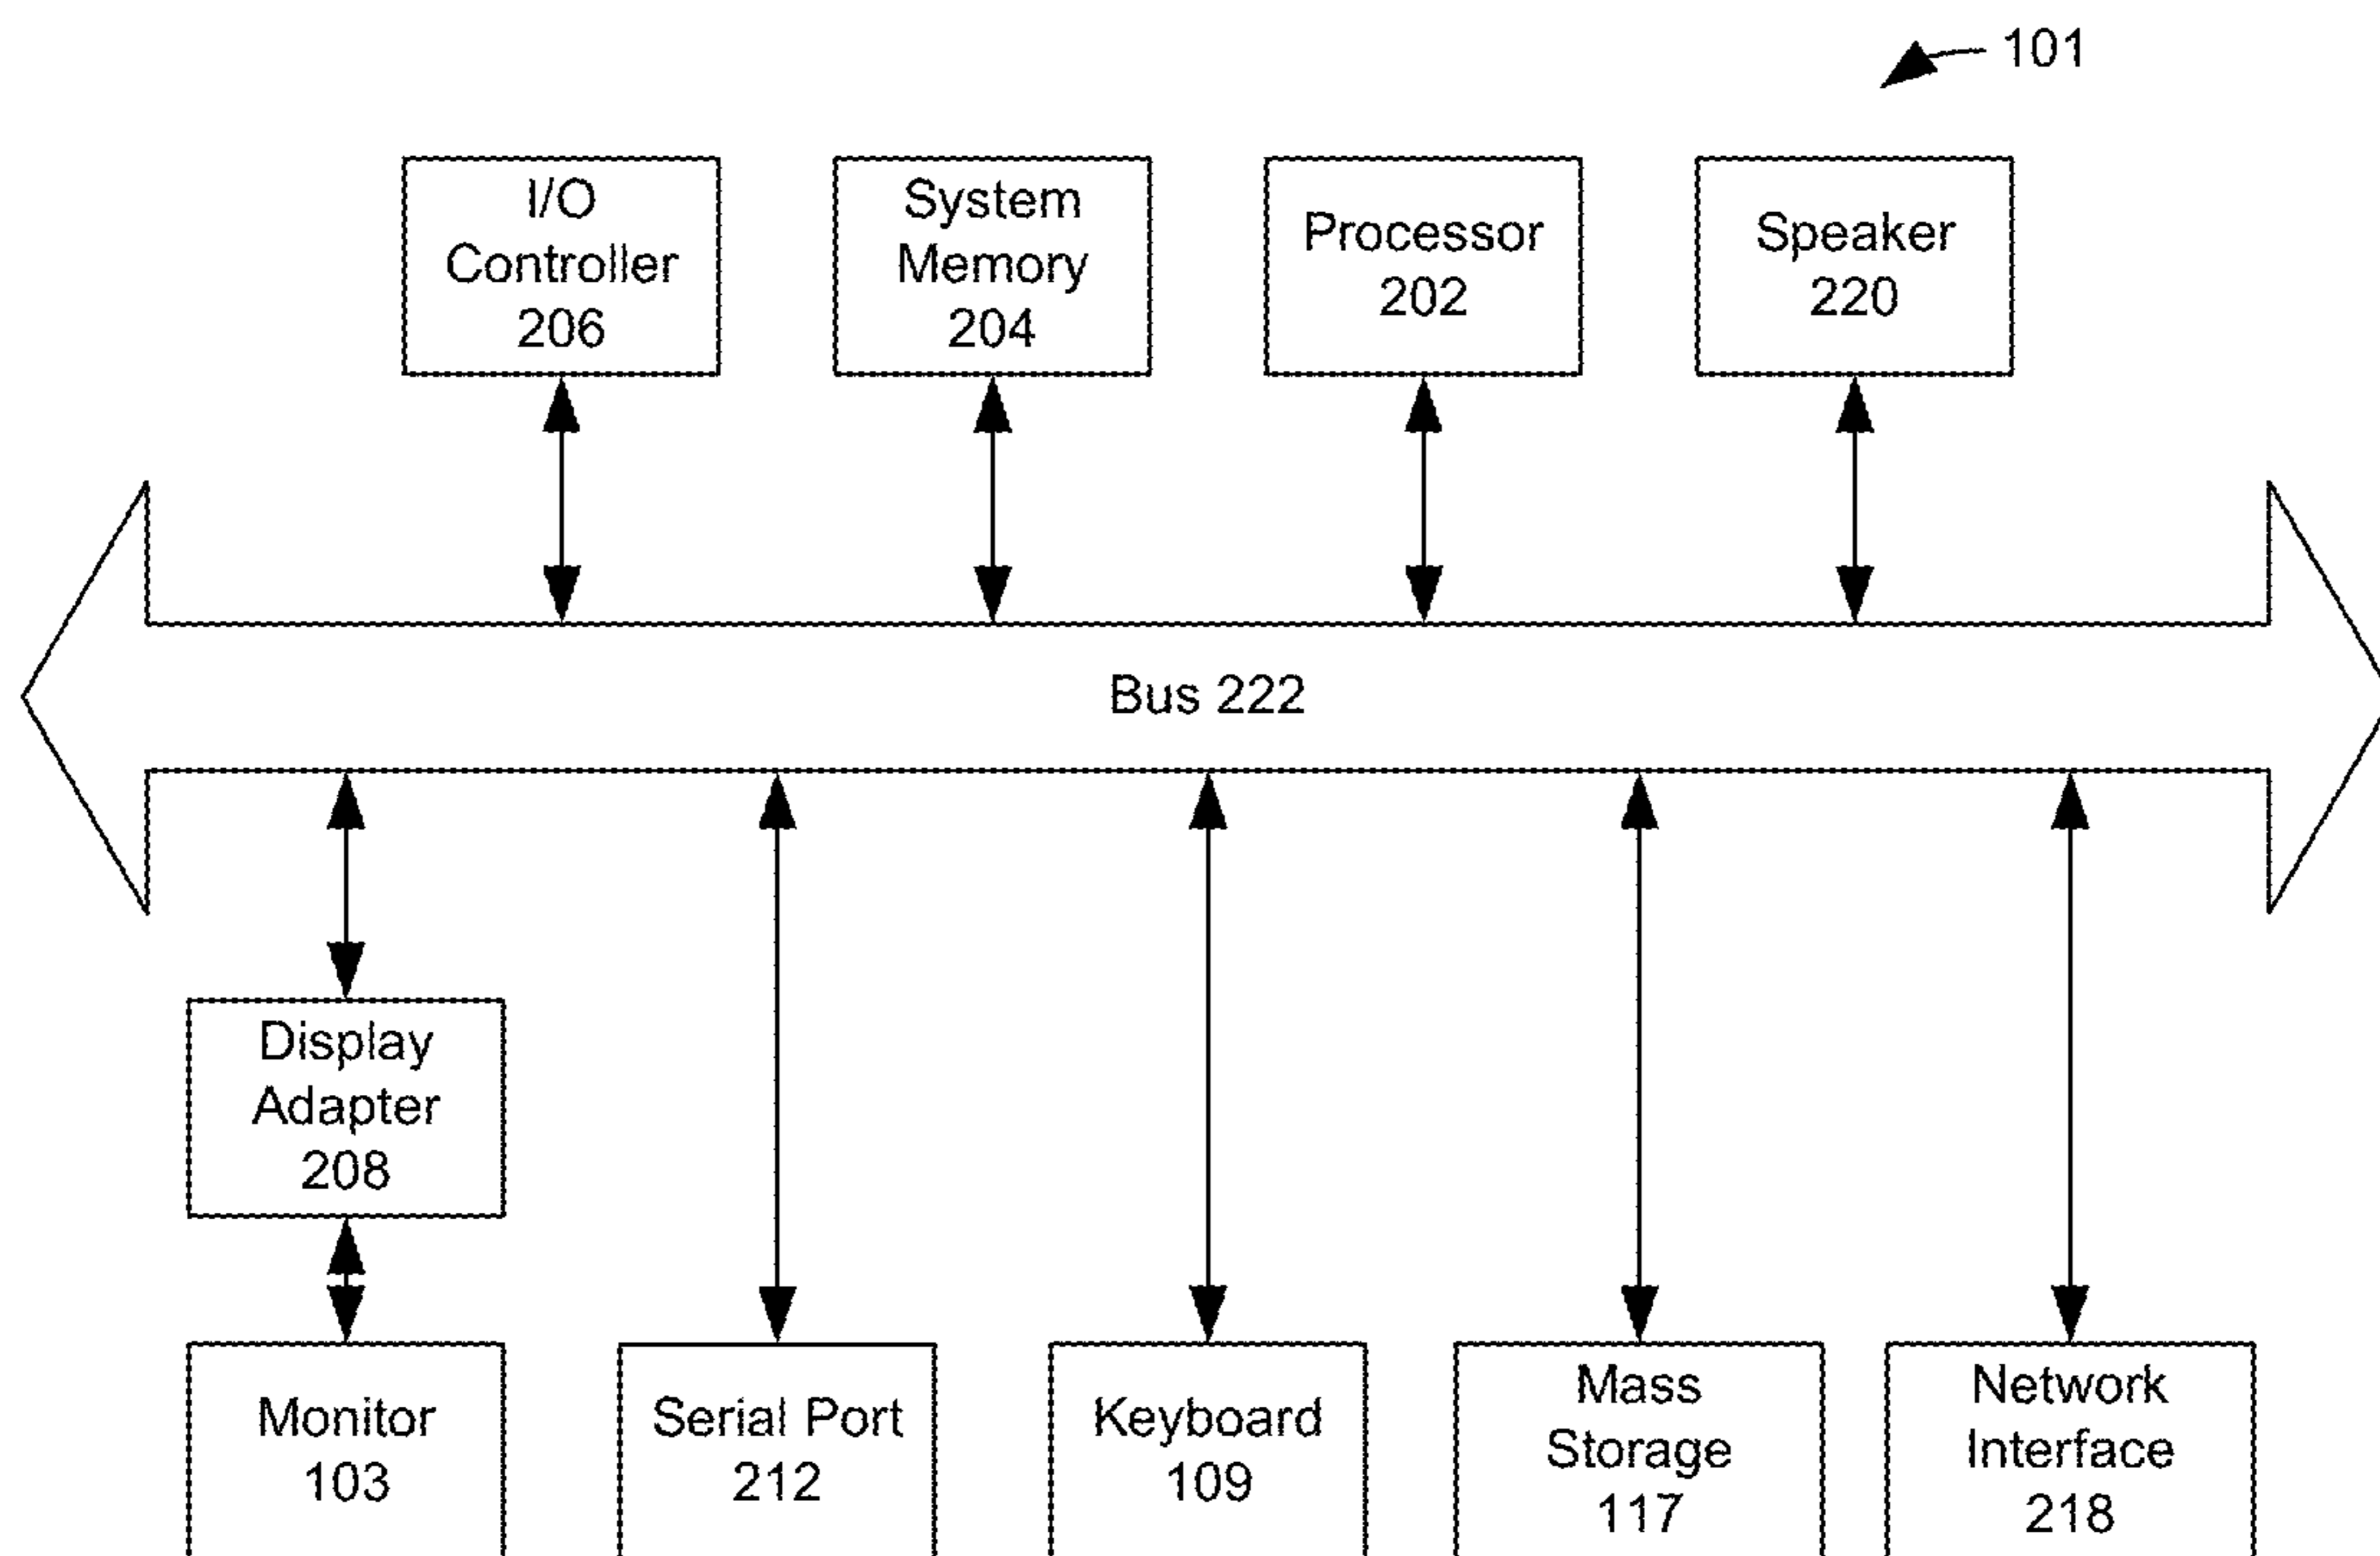 101
I/O
Controller
206
System
Memory
204
Processor
202
Speaker
220
Bus 222
Display
Adapter
208
Monitor
103
Serial Port
212
Keyboard
109
Mass
Storage
117
Network
Interface
218